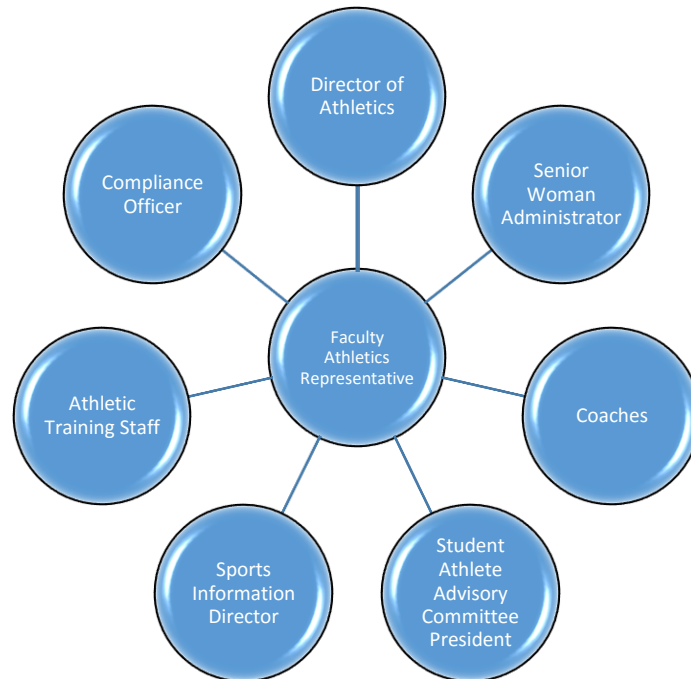 Director of
Athletics
Senior
Woman
Administrator
Compliance
Officer
Faculty
Athletics
Representative
Coaches
Athletic
Training Staff
Student
Athlete
Advisory
Committee
President
Sports
Information
Director